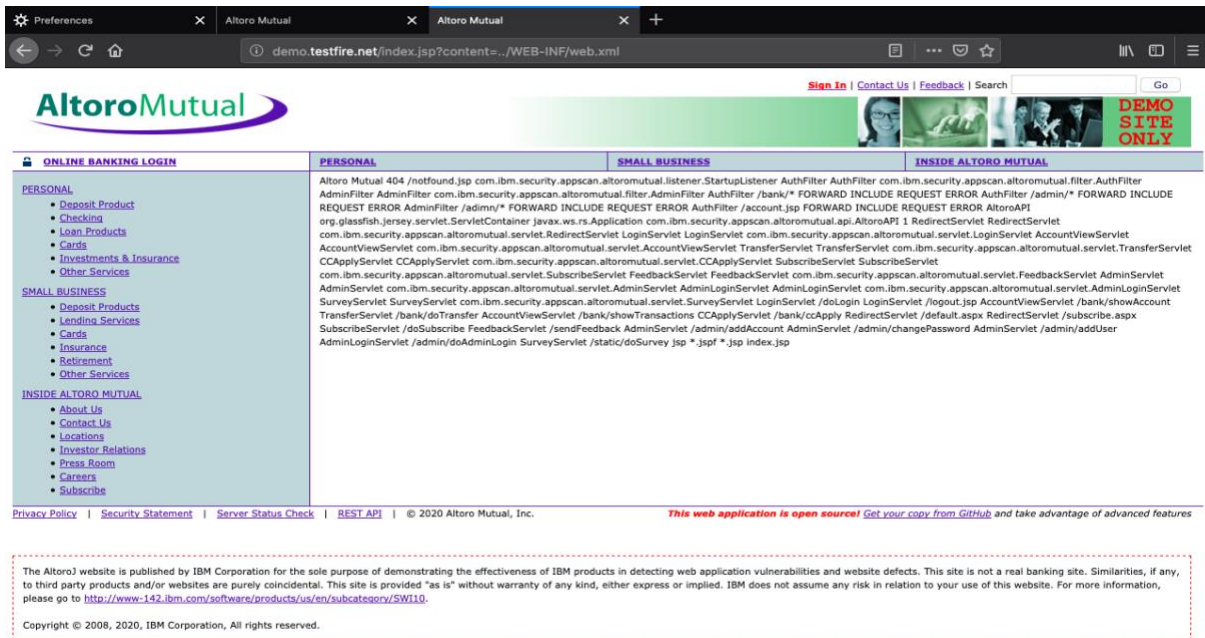 Preferences
Altoro Mutual
Altoro Mutual
demo.testfire.net/index.jsp?content=../WEB-INF/web.xml
Sign In | Contact Us | Feedback | Search
Go
AltoroMutual
DEMO
SITE
ONLY
ONLINE BANKING LOGIN
PERSONAL
SMALL BUSINESS
INSIDE ALTORO MUTUAL
PERSONAL
Deposit Product
Checking
Loan Products
Cards
Investments & Insurance
Other Services
SMALL BUSINESS
Deposit Products
Lending Services
Cards
Insurance
Retirement
Other Services
INSIDE ALTORO MUTUAL
About Us
Contact Us
Locations
Investor Relations
Press Room
Careers
Subscribe
Altoro Mutual 404 /notfound.jsp com.ibm.security.appscan.altoromutual.listener.StartupListener AuthFilter AuthFilter com.ibm.security.appscan.altoromutual.filter.AuthFilter
AdminFilter AdminFilter com.ibm.security.appscan.altoromutual.filter.AdminFilter AuthFilter /bank/* FORWARD INCLUDE REQUEST ERROR AuthFilter /admin/* FORWARD INCLUDE
REQUEST ERROR AdminFilter /adimn/* FORWARD INCLUDE REQUEST ERROR AuthFilter /account.jsp FORWARD INCLUDE REQUEST ERROR AltoroAPI
org.glassfish.jersey.servlet.ServletContainer javax.ws.rs.Application com.ibm.security.appscan.altoromutual.api.AltoroAPI 1 RedirectServlet RedirectServlet
com.ibm.security.appscan.altoromutual.servlet.RedirectServlet LoginServlet LoginServlet com.ibm.security.appscan.altoromutual.servlet.LoginServlet AccountViewServlet
AccountViewServlet com.ibm.security.appscan.altoromutual.servlet.AccountViewServlet TransferServlet TransferServlet com.ibm.security.appscan.altoromutual.servlet.TransferServlet
CCApplyServlet CCApplyServlet com.ibm.security.appscan.altoromutual.servlet.CCApplyServlet SubscribeServlet SubscribeServlet
com.ibm.security.appscan.altoromutual.servlet.SubscribeServlet FeedbackServlet FeedbackServlet com.ibm.security.appscan.altoromutual.servlet.FeedbackServlet AdminServlet
AdminServlet com.ibm.security.appscan.altoromutual.servlet.AdminServlet AdminLoginServlet AdminLoginServlet com.ibm.security.appscan.altoromutual.servlet.AdminLoginServlet
SurveyServlet SurveyServlet com.ibm.security.appscan.altoromutual.servlet.SurveyServlet LoginServlet /doLogin LoginServlet /logout.jsp AccountViewServlet /bank/showAccount
TransferServlet /bank/doTransfer AccountViewServlet /bank/showTransactions CCApplyServlet /bank/ccApply RedirectServlet /default.aspx RedirectServlet /subscribe.aspx
SubscribeServlet /doSubscribe FeedbackServlet /sendFeedback AdminServlet /admin/addAccount AdminServlet /admin/changePassword AdminServlet /admin/addUser
AdminLoginServlet /admin/doAdminLogin SurveyServlet /static/doSurvey jsp *.jspf *.jsp index.jsp
Privacy Policy | Security Statement | Server Status Check | REST API | © 2020 Altoro Mutual, Inc.
This web application is open source! Get your copy from GitHub and take advantage of advanced features
The AltoroJ website is published by IBM Corporation for the sole purpose of demonstrating the effectiveness of IBM products in detecting web application vulnerabilities and website defects. This site is not a real banking site. Similarities, if any,
to third party products and/or websites are purely coincidental. This site is provided "as is" without warranty of any kind, either express or implied. IBM does not assume any risk in relation to your use of this website. For more information,
please go to http://www-142.ibm.com/software/products/us/en/subcategory/SWI10.
Copyright © 2008, 2020, IBM Corporation, All rights reserved.